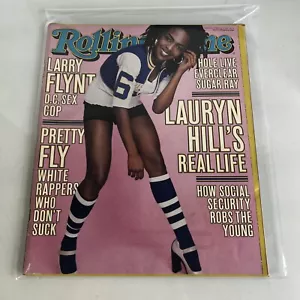 Rolling Stone
LARRY
FLYNT
D.C. SEX
COP
HOLE LIVE
EVERCLEAR
SUGAR RAY
6
LAURYN
HILL'S
REAL LIFE
PRETTY
FLY
WHITE
RAPPERS
WHO
DON'T
SUCK
HOW SOCIAL
SECURITY
ROBS THE
YOUNG